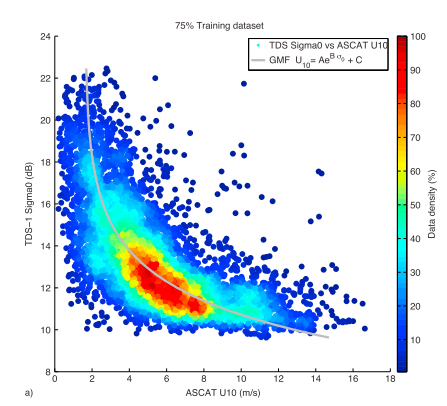 75% Training dataset
TDS Sigma0 vs ASCAT U10
GMF U10= Ae^B σ0 + C
24
22
20
18
16
14
12
10
8
TDS−1 Sigma0 (dB)
0 2 4 6 8 10 12 14 16 18
ASCAT U10 (m/s)
a)
100
90
80
70
60
50
40
30
20
10
Data density (%)